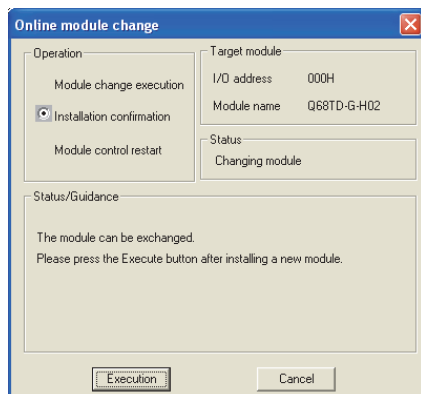 Online module change
Operation
Module change execution
Installation confirmation
Module control restart
Target module
I/O address 000H
Module name Q68TD-G-H02
Status
Changing module
Status/Guidance
The module can be exchanged.
Please press the Execute button after installing a new module.
Execution Cancel